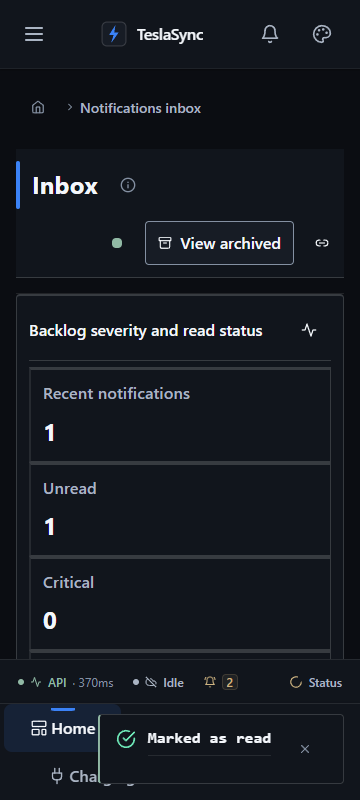 TeslaSync
Notifications inbox
Inbox
View archived
Backlog severity and read status
Recent notifications
1
Unread
1
Critical
0
API · 370ms Idle 2 Status
Home
Marked as read